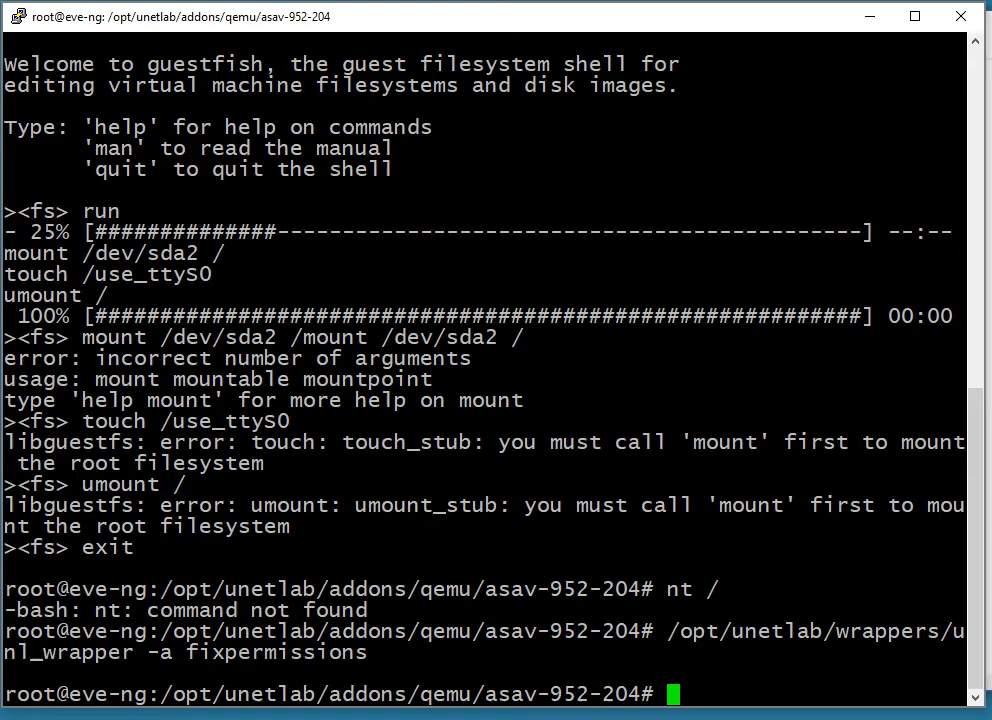 root@eve-ng: /opt/unetlab/addons/qemu/asav-952-204
Welcome to guestfish, the guest filesystem shell for
editing virtual machine filesystems and disk images.
Type: 'help' for help on commands
'man' to read the manual
'quit' to quit the shell
><fs> run
- 25% [##############---------------------------------------------] --:--
mount /dev/sda2 /
touch /use_ttyS0
umount /
100% [###########################################################] 00:00
><fs> mount /dev/sda2 /mount /dev/sda2 /
error: incorrect number of arguments
usage: mount mountable mountpoint
type 'help mount' for more help on mount
><fs> touch /use_ttyS0
libguestfs: error: touch: touch_stub: you must call 'mount' first to mount
the root filesystem
><fs> umount /
libguestfs: error: umount: umount_stub: you must call 'mount' first to mou
nt the root filesystem
><fs> exit
root@eve-ng:/opt/unetlab/addons/qemu/asav-952-204# nt /
-bash: nt: command not found
root@eve-ng:/opt/unetlab/addons/qemu/asav-952-204# /opt/unetlab/wrappers/u
nl_wrapper -a fixpermissions
root@eve-ng:/opt/unetlab/addons/qemu/asav-952-204#